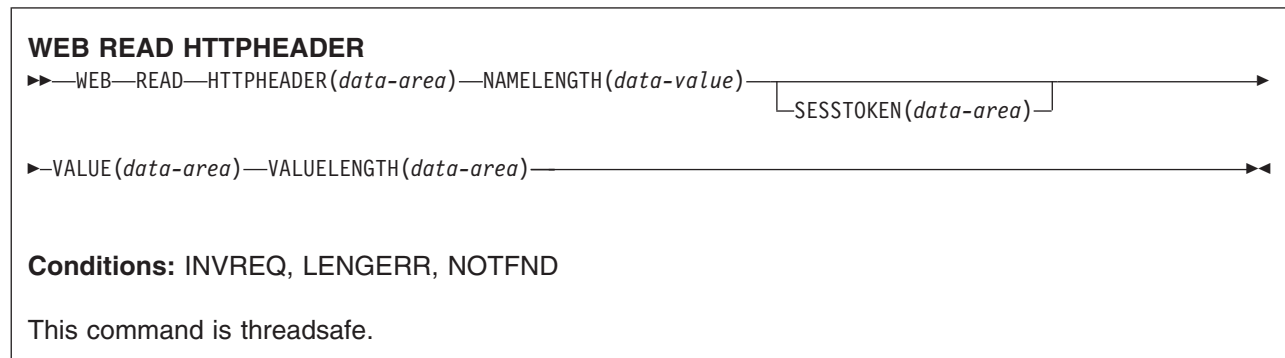 WEB READ HTTPHEADER
►►—WEB—READ—HTTPHEADER(data-area)—NAMELENGTH(data-value)—►
SESSTOKEN(data-area)
►—VALUE(data-area)—VALUELENGTH(data-area)—►◄
Conditions: INVREQ, LENGERR, NOTFND
This command is threadsafe.